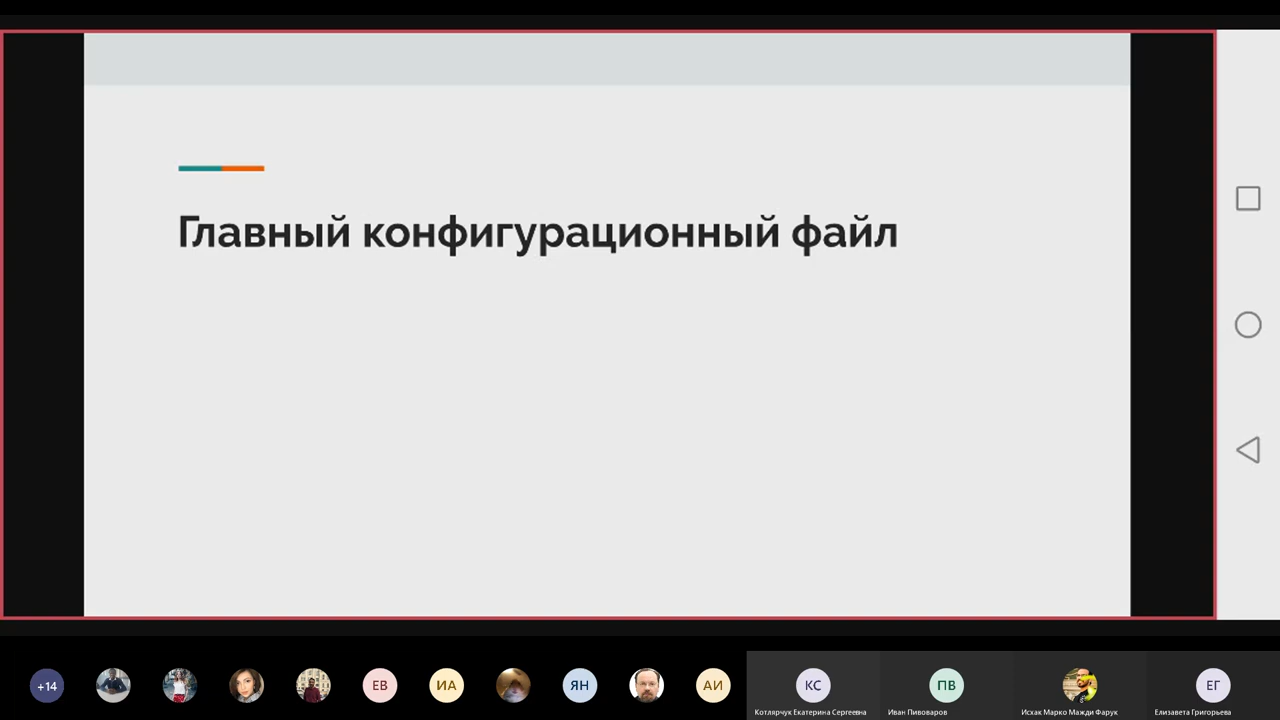 Главный конфигурационный файл
+14
ЕВ
ИА
ЯН
АИ
КС
ПВ
ЕГ
Котлярчук Екатерина Сергеевна
Иван Пивоваров
Исхак Марко Мажди Фарук
Елизавета Григорьева